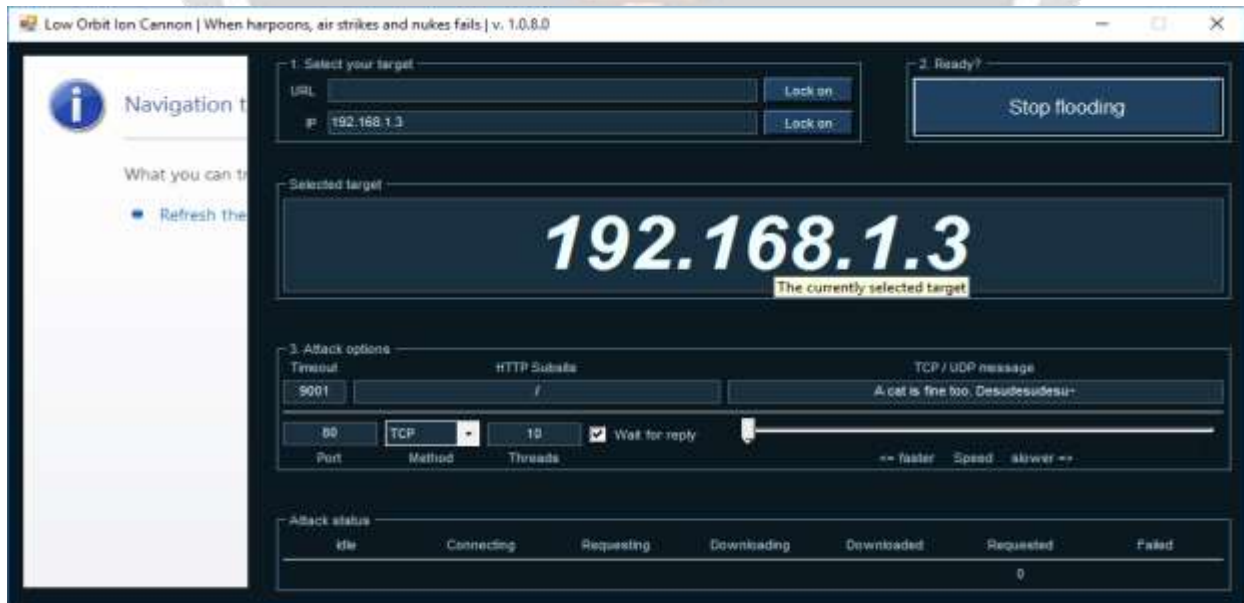 Low Orbit Ion Cannon | When harpoons, air strikes and nukes fails | v. 1.0.8.0
Navigation t
What you can tr
Refresh the
1. Select your target
URL
Lock on
IP 192.168.1.3
Lock on
2. Ready?
Stop flooding
Selected target
192.168.1.3
The currently selected target
3. Attack options
Timeout HTTP Subsite TCP / UDP message
9001 / A cat is fine too. Desudesudesu~
80 TCP 10 Wait for reply
Port Method Threads <= faster Speed slower =>
Attack status
Idle Connecting Requesting Downloading Downloaded Requested Failed
0